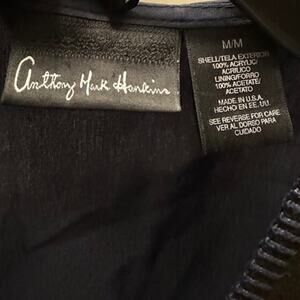 Anthony Mark Hankins
M/M
SHELL/TELA EXTERIOR
100% ACRYLIC/
ACRILICO
LINING/FORRO
100% ACETATE/
ACETATO
MADE IN U.S.A.
HECHO EN EE. UU.
SEE REVERSE FOR CARE
VER AL DORSO PARA
CUIDADO